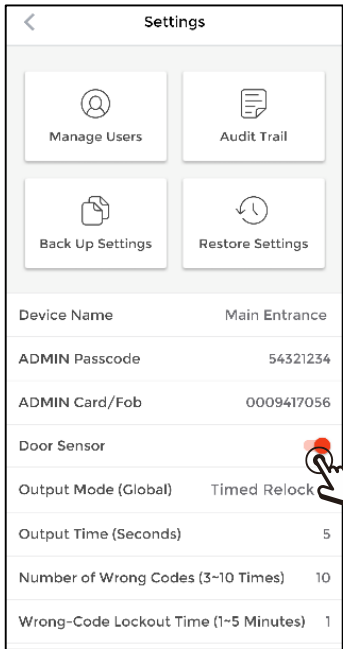 Settings
Manage Users
Audit Trail
Back Up Settings
Restore Settings
Device Name Main Entrance
ADMIN Passcode 54321234
ADMIN Card/Fob 0009417056
Door Sensor
Output Mode (Global) Timed Relock
Output Time (Seconds) 5
Number of Wrong Codes (3~10 Times) 10
Wrong-Code Lockout Time (1~5 Minutes) 1